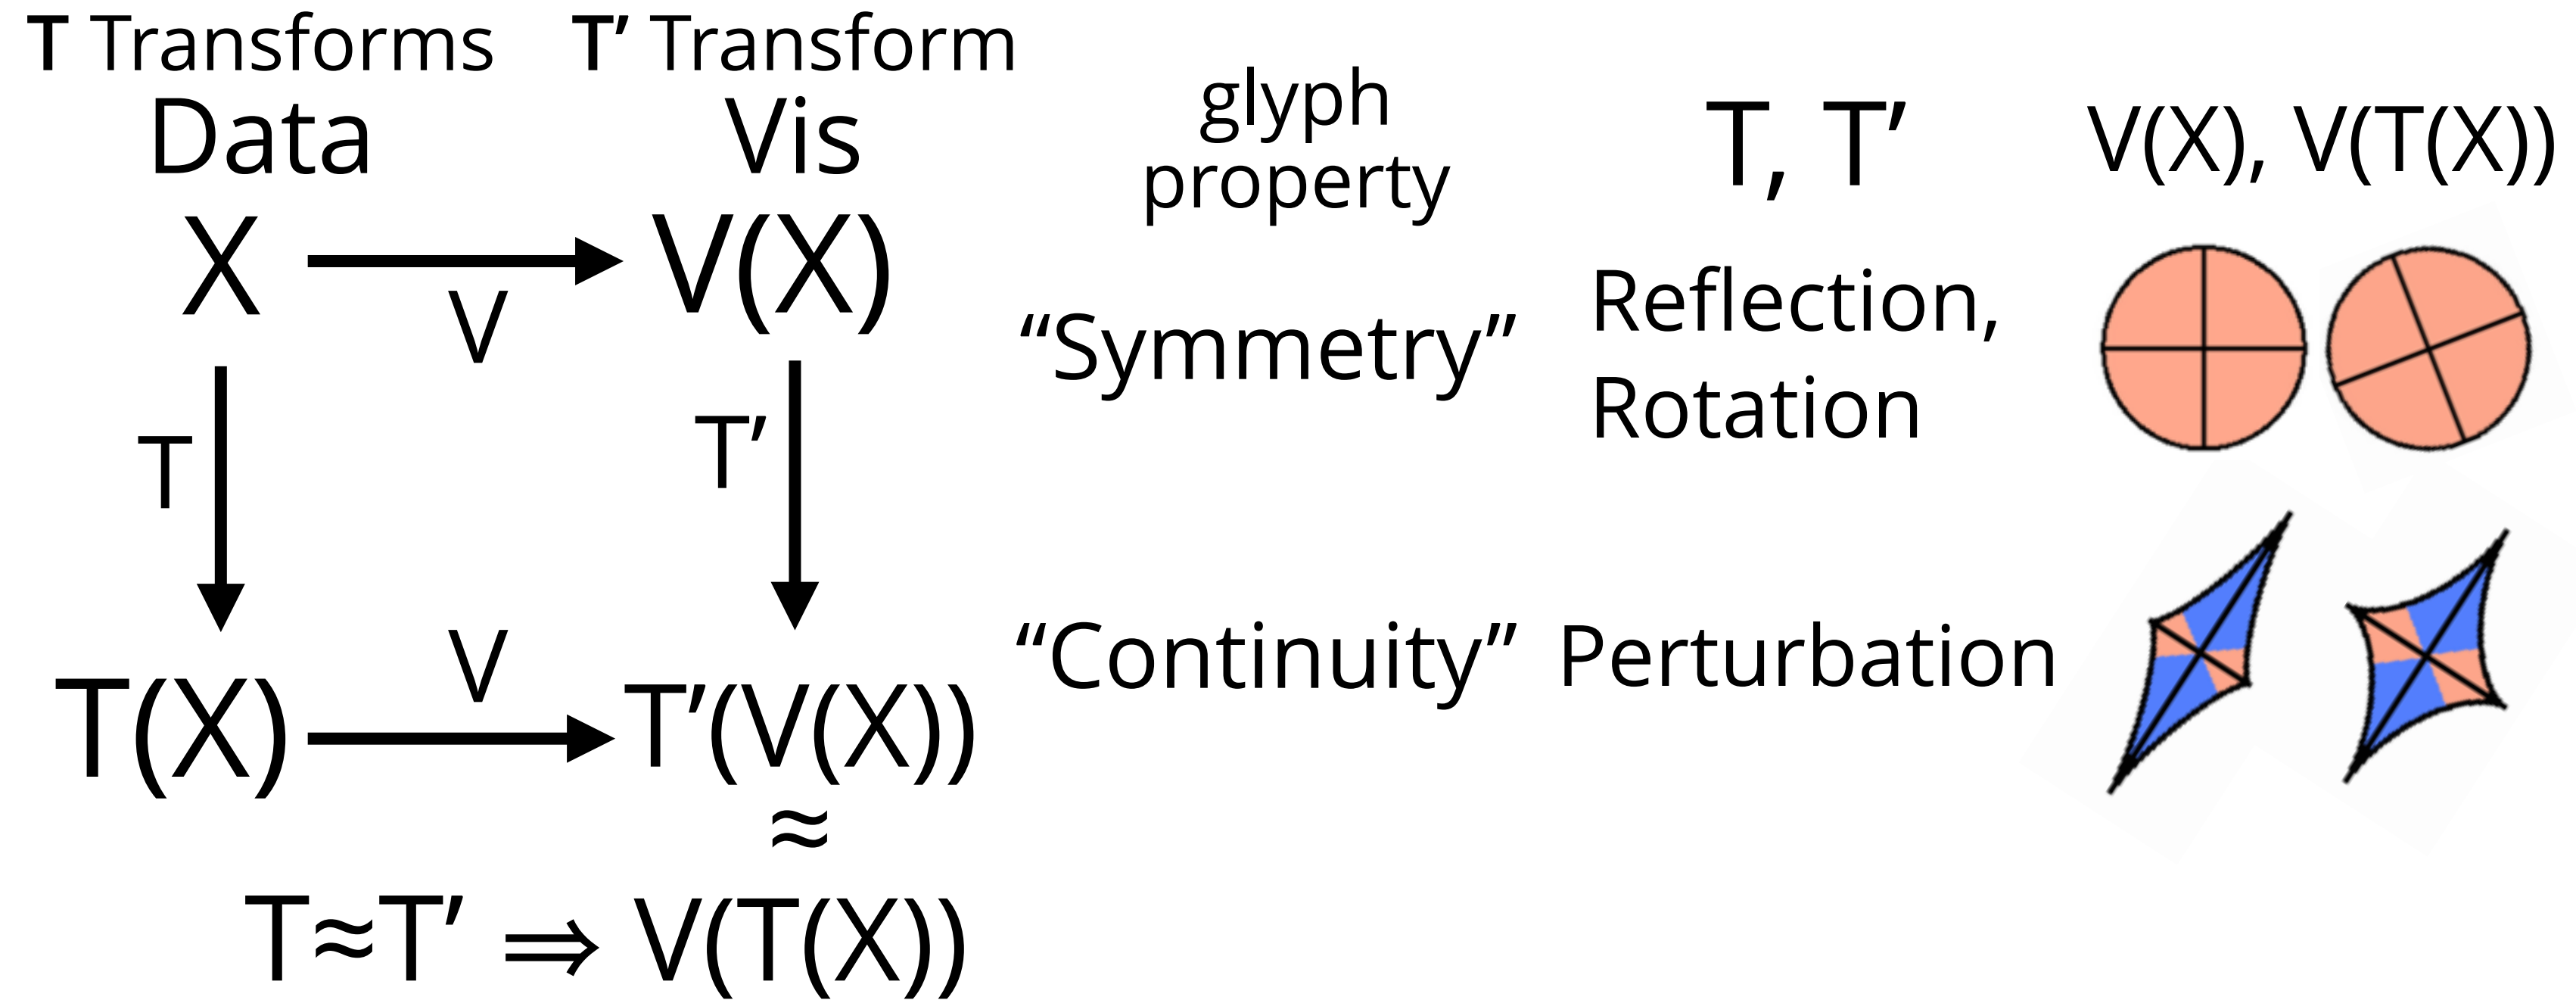 T Transforms
Data
T’ Transform
Vis
X
V
V(X)
T
T’
T(X)
V
T’(V(X))
≈
T≈T’ ⇒ V(T(X))
glyph
property
T, T’
V(X), V(T(X))
“Symmetry”
Reflection,
Rotation
“Continuity”
Perturbation